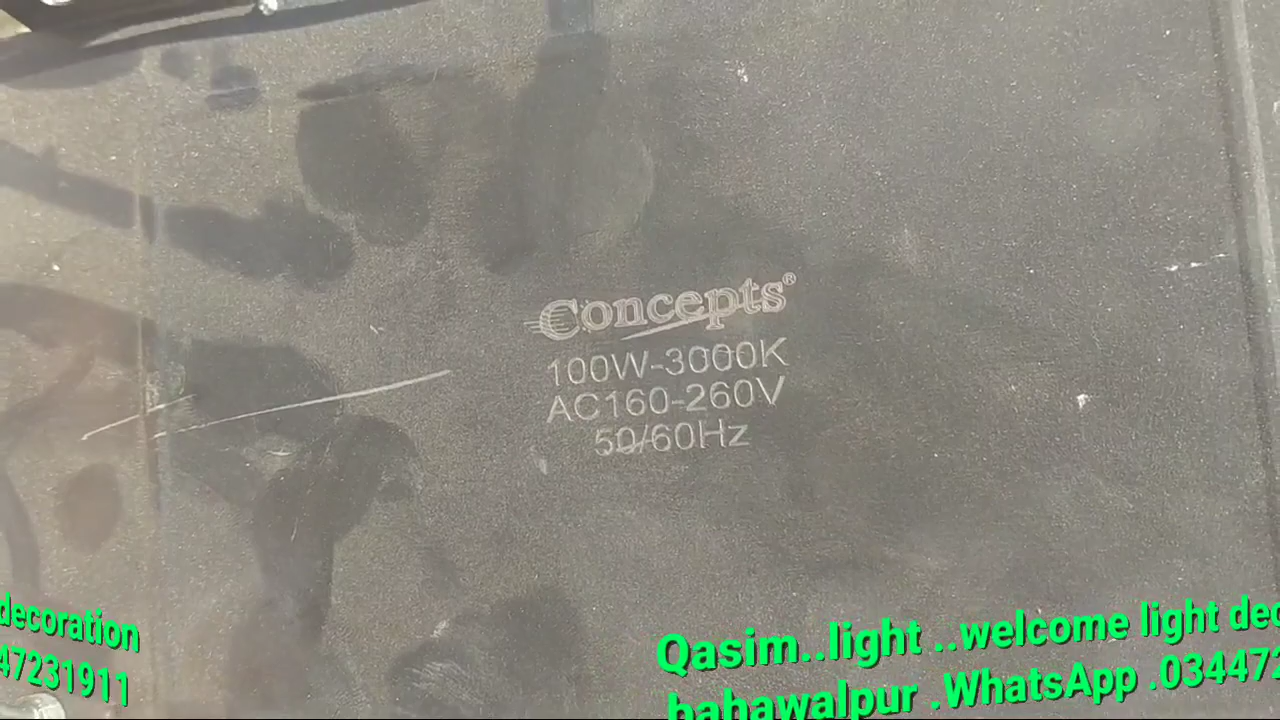 Concepts®
100W-3000K
AC160-260V
50/60Hz
decoration
47231911
Qasim..light ..welcome light dec
bahawalpur .WhatsApp .034472